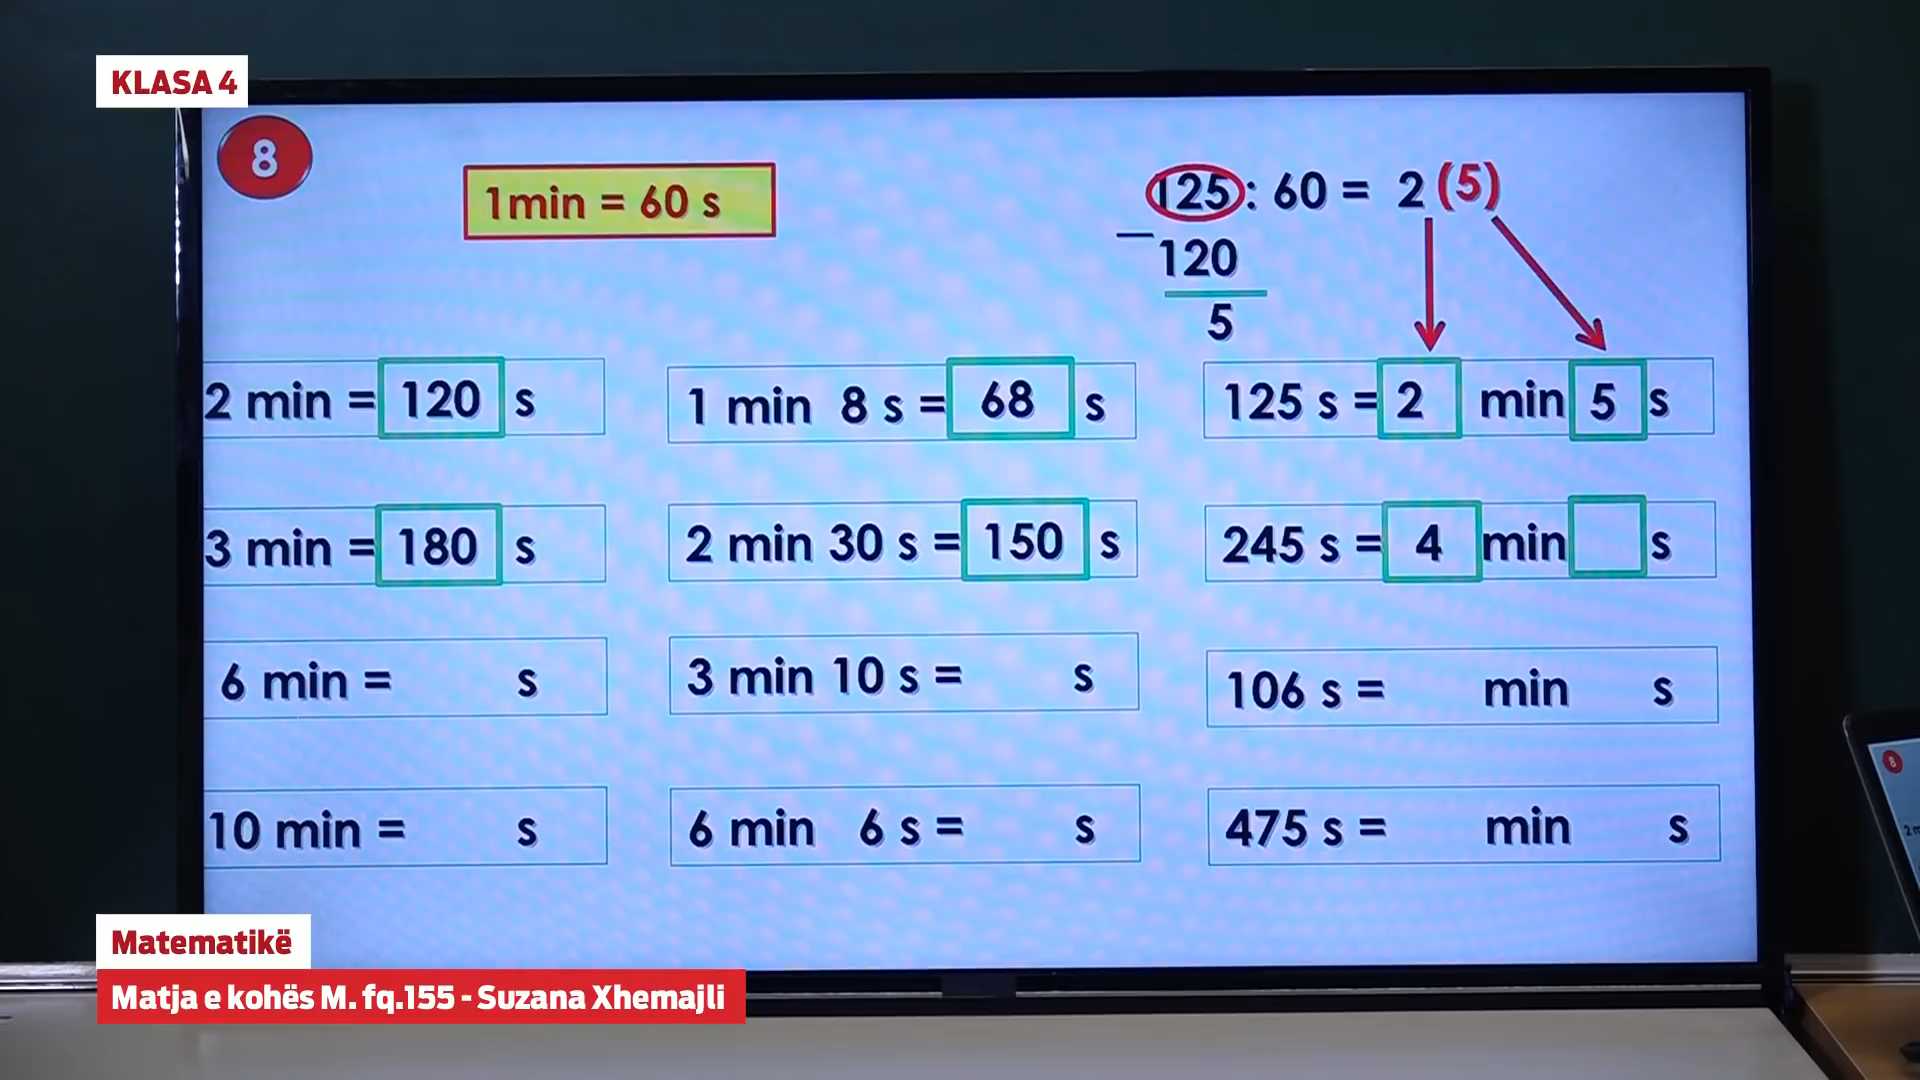 KLASA 4
8
1min = 60 s
125 : 60 = 2 (5)
120
5
2 min = 120 s
1 min 8 s = 68 s
125 s = 2 min 5 s
3 min = 180 s
2 min 30 s = 150 s
245 s = 4 min s
6 min = s
3 min 10 s = s
106 s = min s
10 min = s
6 min 6 s = s
475 s = min s
8
Matematikë
Matja e kohës M. fq.155 - Suzana Xhemajli